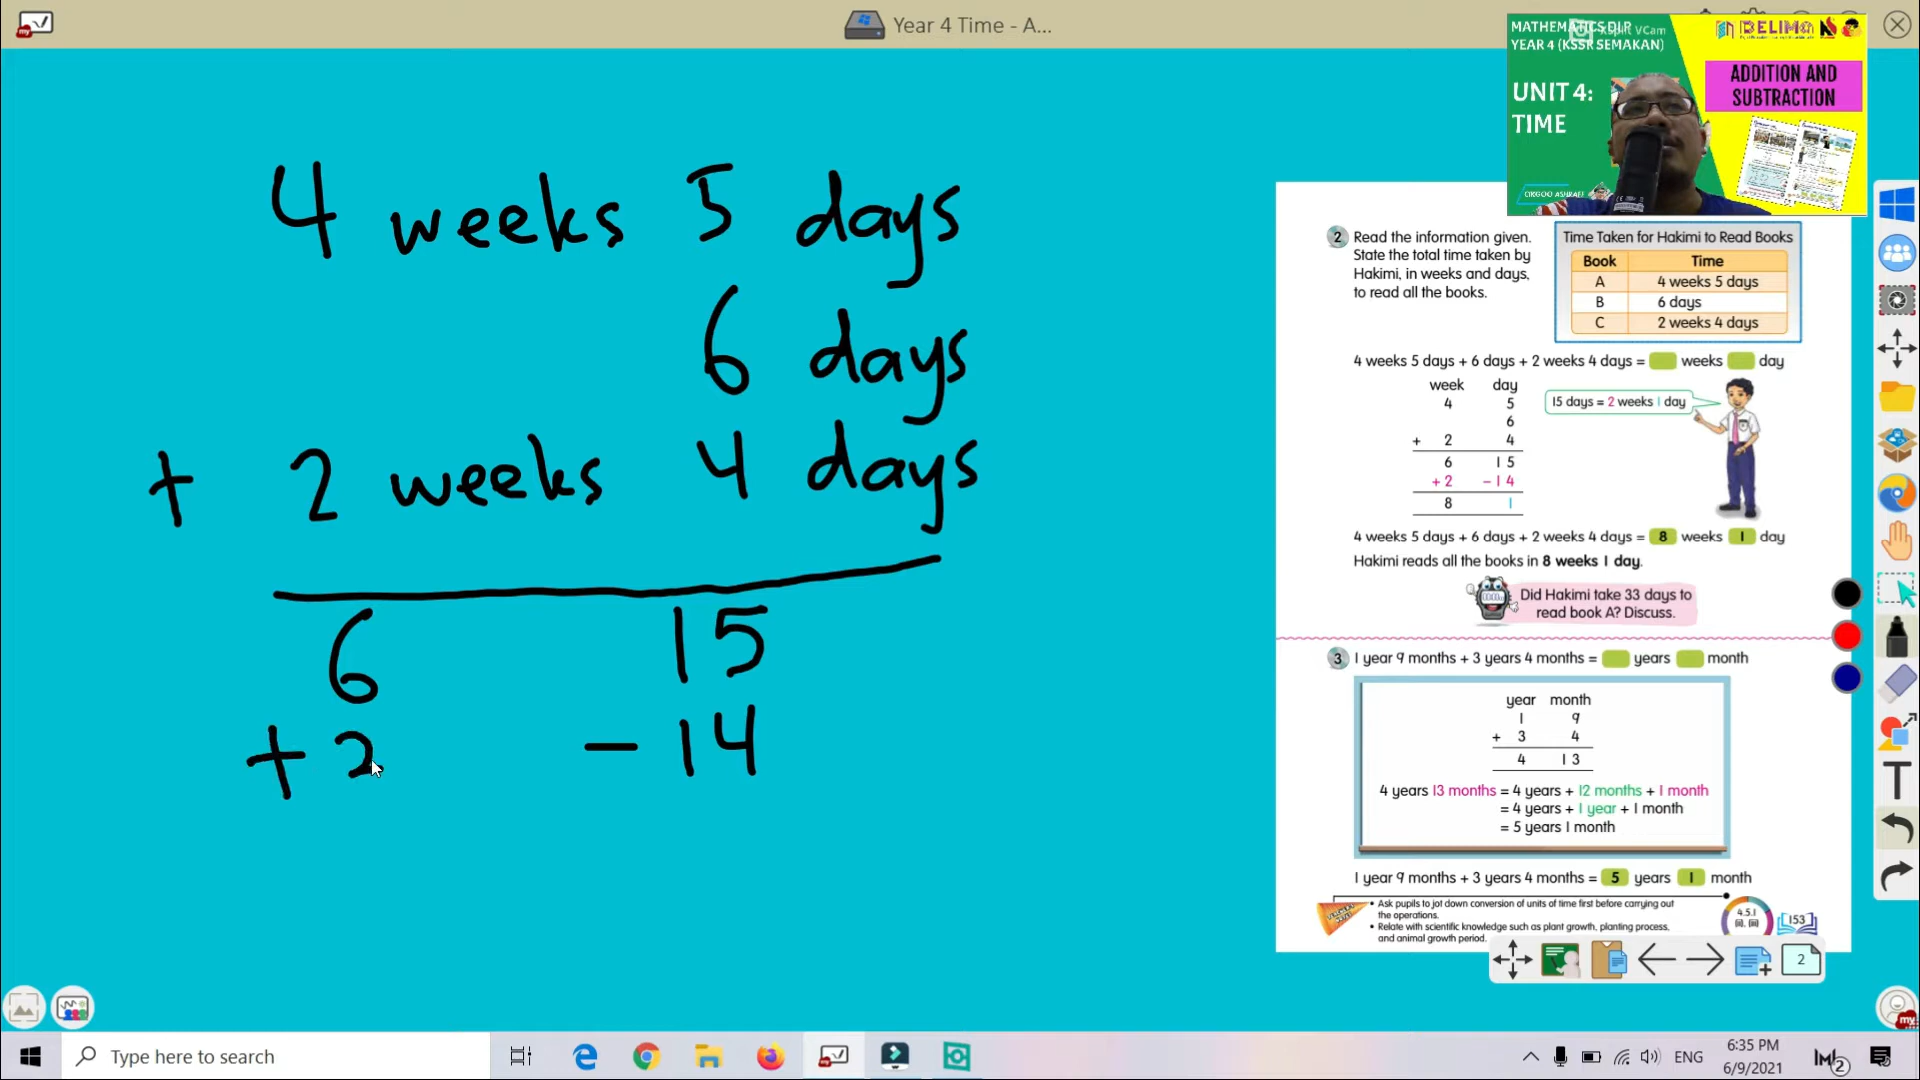 Year 4 Time - A...
MATHEMATICS DLP
YEAR 4 (KSSR SEMAKAN)
UNIT 4:
TIME
DELIMa
ADDITION AND
SUBTRACTION
CIKGOO ASHRAFF
4 weeks 5 days
6 days
+ 2 weeks 4 days
6 15
+ 2 - 14
2 Read the information given.
State the total time taken by
Hakimi, in weeks and days,
to read all the books.
Time Taken for Hakimi to Read Books
Book Time
A 4 weeks 5 days
B 6 days
C 2 weeks 4 days
4 weeks 5 days + 6 days + 2 weeks 4 days = weeks day
week day
4 5
6
+ 2 4
6 15
+ 2 - 14
8 1
15 days = 2 weeks 1 day
4 weeks 5 days + 6 days + 2 weeks 4 days = 8 weeks 1 day
Hakimi reads all the books in 8 weeks 1 day.
Did Hakimi take 33 days to
read book A? Discuss.
3 1 year 9 months + 3 years 4 months = years month
year month
1 9
+ 3 4
4 13
4 years 13 months = 4 years + 12 months + 1 month
= 4 years + 1 year + 1 month
= 5 years 1 month
1 year 9 months + 3 years 4 months = 5 years 1 month
• Ask pupils to jot down conversion of units of time first before carrying out
the operations.
• Relate with scientific knowledge such as plant growth, planting process,
and animal growth period.
4.5.1
(ii), (iii)
153
T
2
my
Type here to search
ENG
6:35 PM
6/9/2021
2